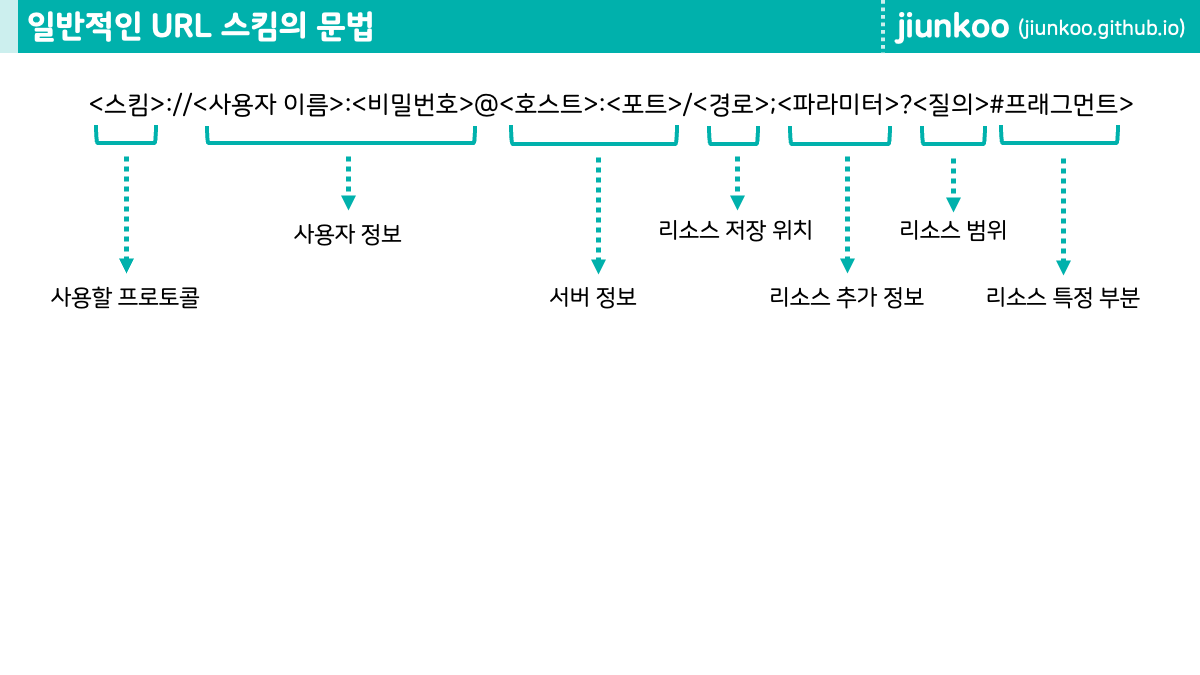 일반적인 URL 스킴의 문법
jiunkoo (jiunkoo.github.io)
<스킴>://<사용자 이름>:<비밀번호>@<호스트>:<포트>/<경로>;<파라미터>?<질의>#프래그먼트>
사용자 정보
리소스 저장 위치
리소스 범위
사용할 프로토콜
서버 정보
리소스 추가 정보
리소스 특정 부분